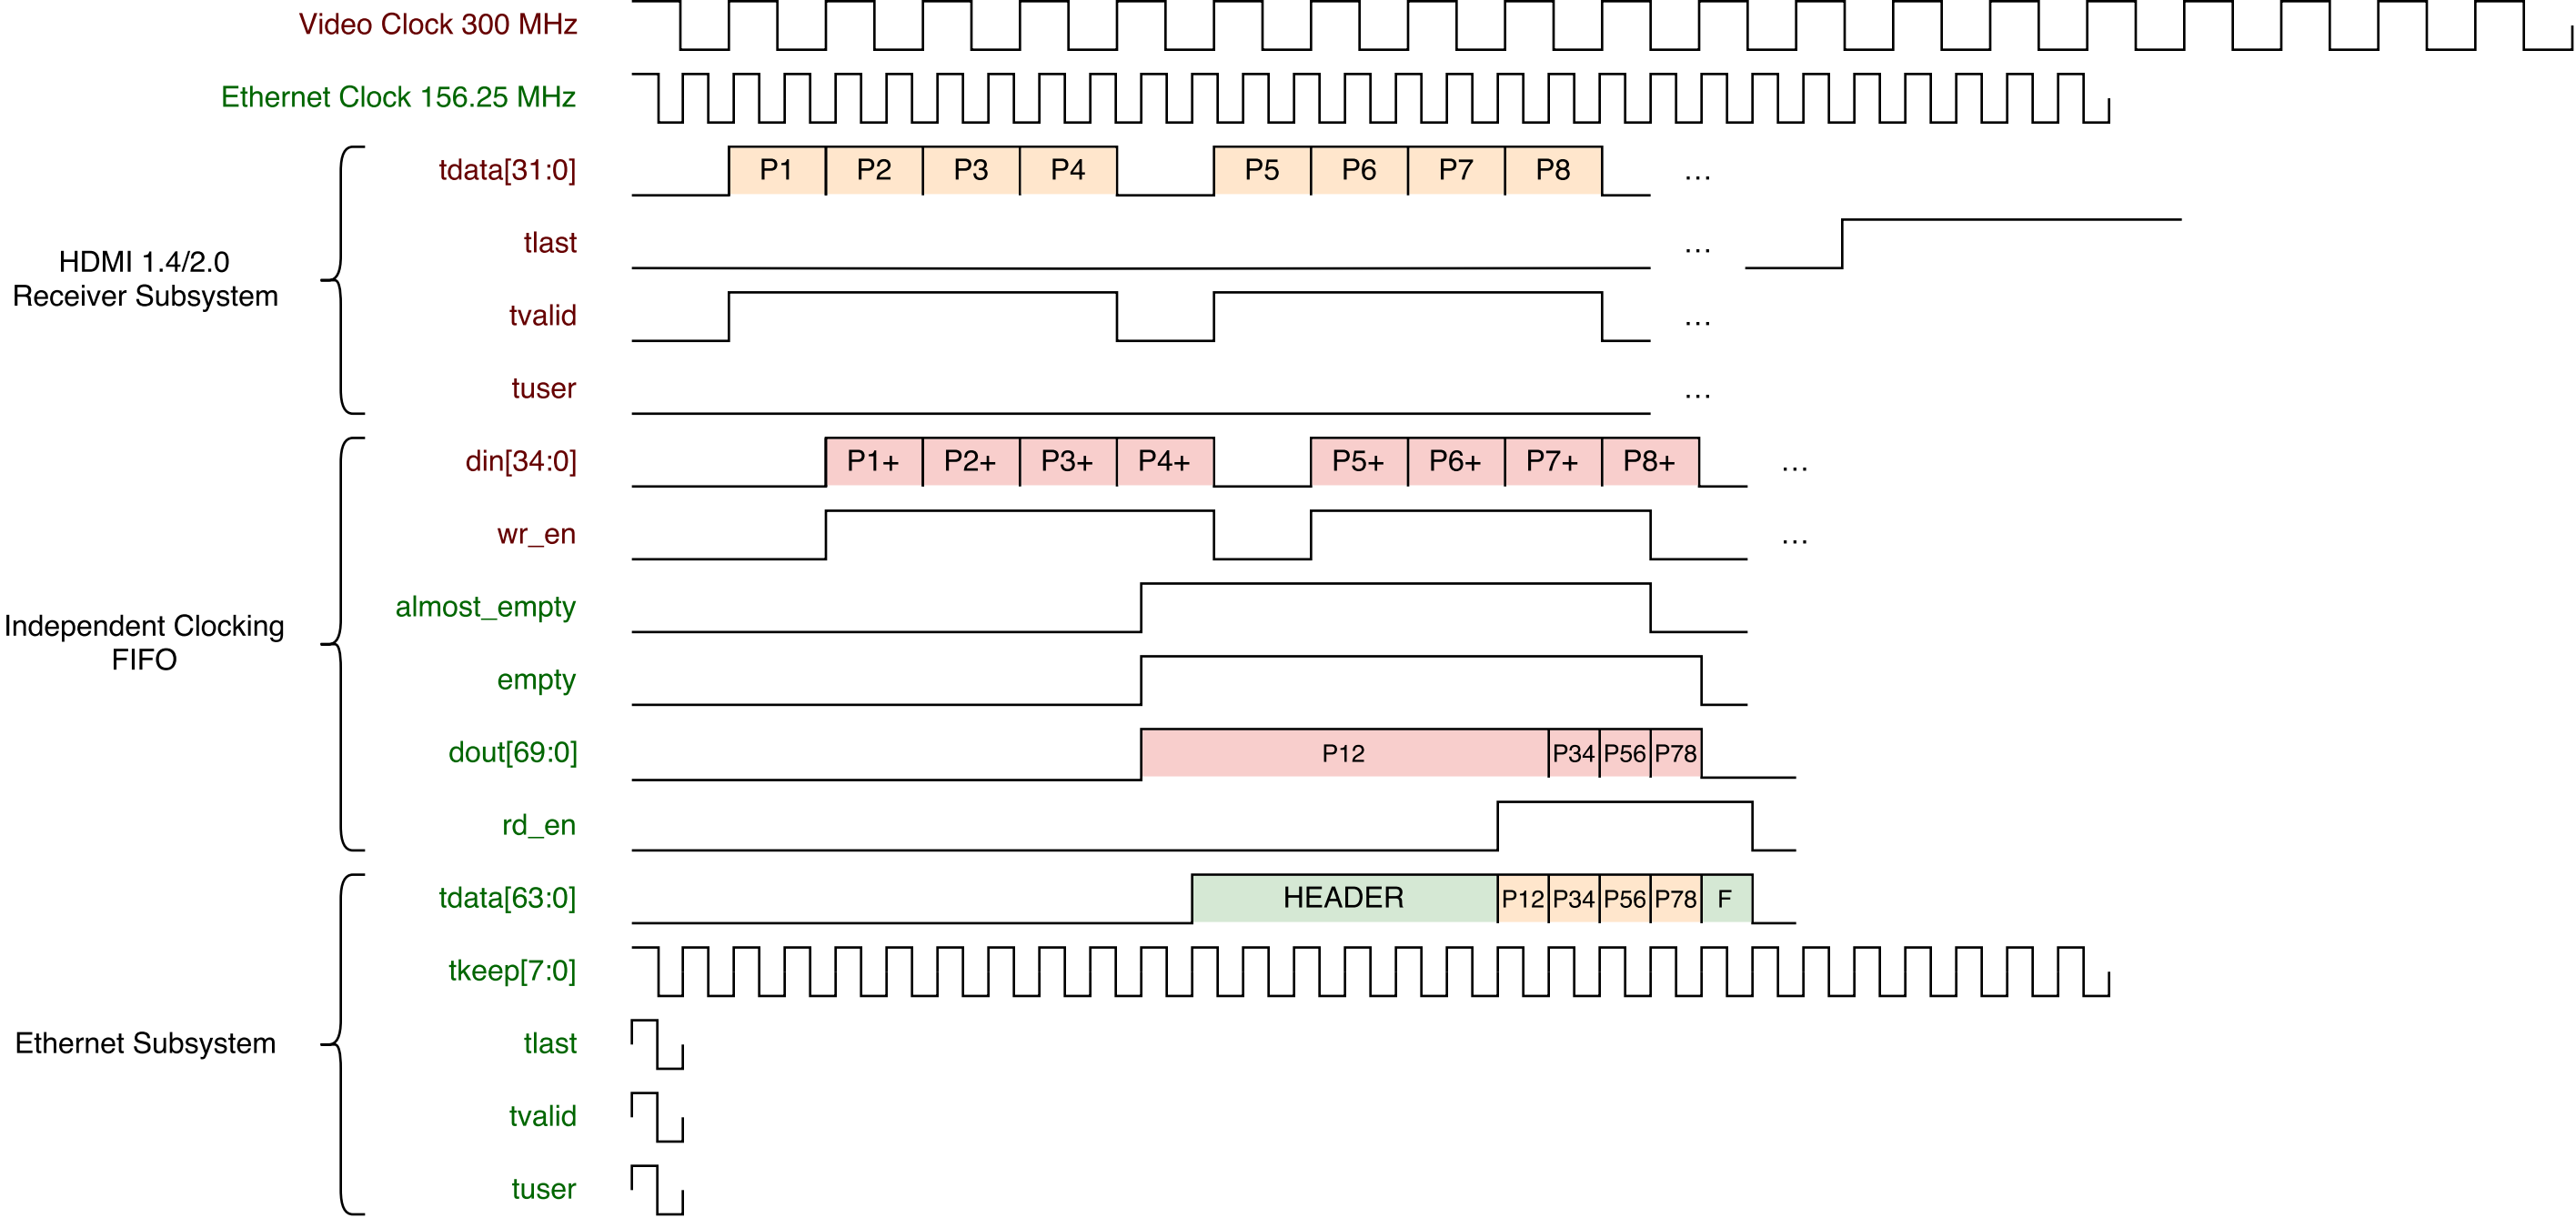 Video Clock 300 MHz
Ethernet Clock 156.25 MHz
tdata[31:0] P1 P2 P3 P4 P5 P6 P7 P8 ...
tlast ...
HDMI 1.4/2.0
Receiver Subsystem
tvalid ...
tuser ...
din[34:0] P1+ P2+ P3+ P4+ P5+ P6+ P7+ P8+ ...
wr_en ...
almost_empty
Independent Clocking
FIFO
empty
dout[69:0] P12 P34 P56 P78
rd_en
tdata[63:0] HEADER P12 P34 P56 P78 F
tkeep[7:0]
Ethernet Subsystem
tlast
tvalid
tuser